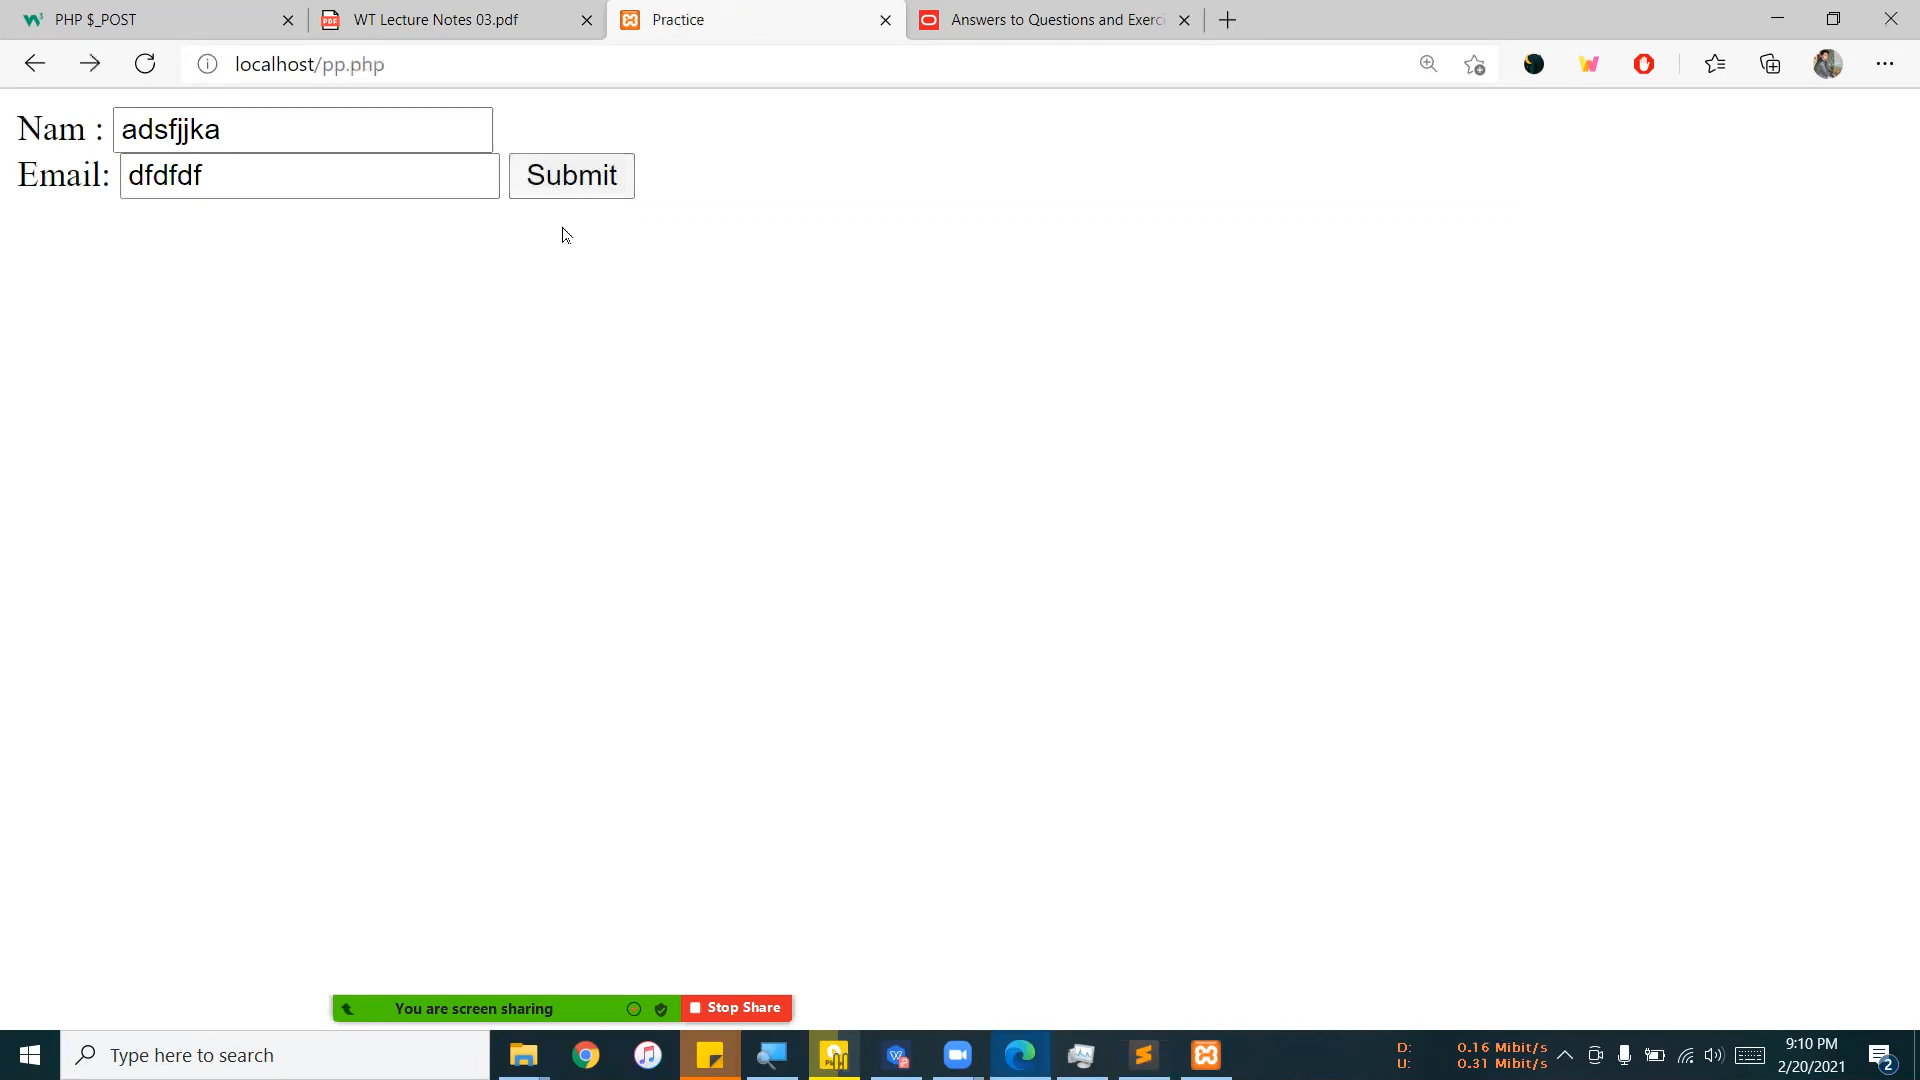 PHP $_POST
WT Lecture Notes 03.pdf
Practice
Answers to Questions and Exerci
localhost/pp.php
Nam : adsfjjka
Email: dfdfdf Submit
You are screen sharing
Stop Share
Type here to search
D: 0.16 Mibit/s
U: 0.31 Mibit/s
9:10 PM
2/20/2021
2